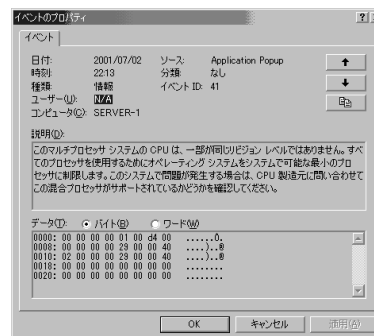 イベントのプロパティ
イベント
日付: 2001/07/02 ソース: Application Popup
時刻: 22:13 分類: なし
種類: 情報 イベント ID: 41
ユーザー(U): N/A
コンピュータ(C): SERVER-1
説明(D):
このマルチプロセッサ システムの CPU は、一部が同じリビジョン レベルではありません。すべ
てのプロセッサを使用するためにオペレーティング システムをシステムで可能な最小のプロ
セッサに制限します。このシステムで問題が発生する場合は、CPU 製造元に問い合わせて
この混合プロセッサがサポートされているかどうかを確認してください。
データ(T): バイト(B) ワード(W)
0000: 00 00 00 00 01 00 d4 00 ......Ô.
0008: 00 00 00 00 29 00 00 40 ....)..@
0010: 02 00 00 00 29 00 00 40 ....)..@
0018: 00 00 00 00 00 00 00 00 ........
0020: 00 00 00 00 00 00 00 00 ........
OK キャンセル 適用(A)